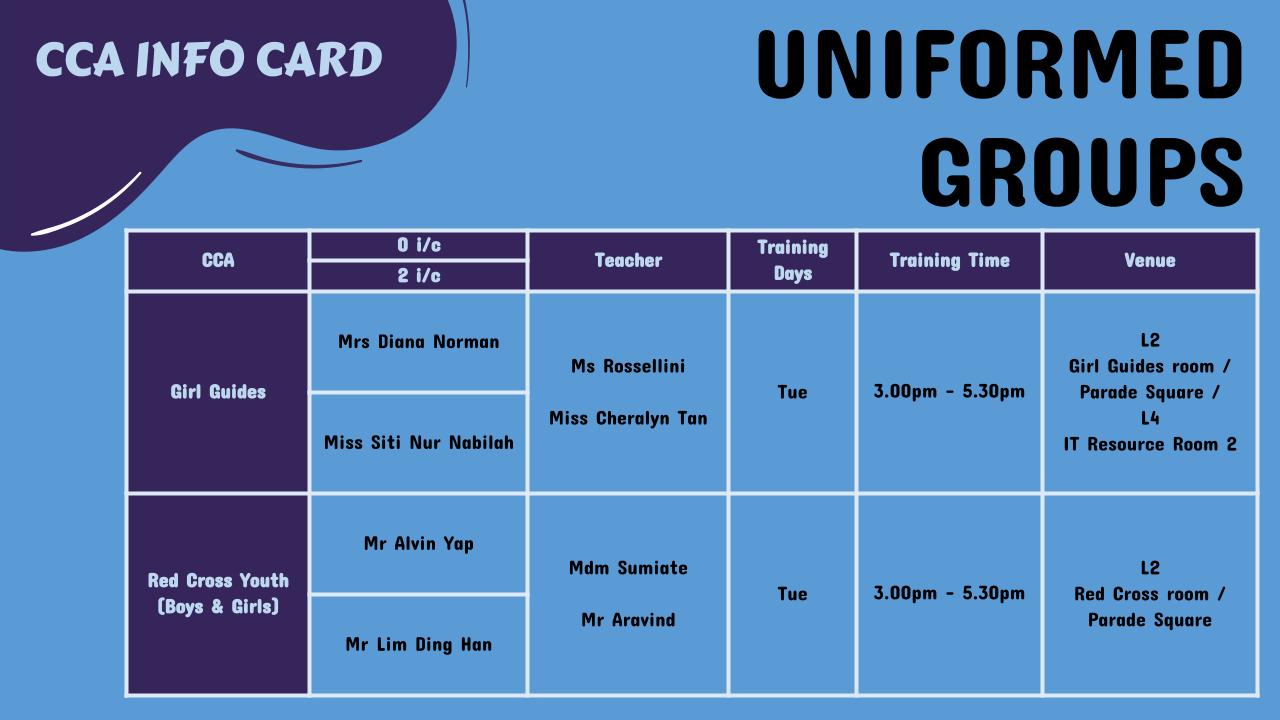 CCA INFO CARD
UNIFORMED
GROUPS
CCA
O i/c
2 i/c
Teacher
Training
Days
Training Time
Venue
Girl Guides
Mrs Diana Norman
Miss Siti Nur Nabilah
Ms Rossellini
Miss Cheralyn Tan
Tue
3.00pm - 5.30pm
L2
Girl Guides room /
Parade Square /
L4
IT Resource Room 2
Red Cross Youth
(Boys & Girls)
Mr Alvin Yap
Mr Lim Ding Han
Mdm Sumiate
Mr Aravind
Tue
3.00pm - 5.30pm
L2
Red Cross room /
Parade Square